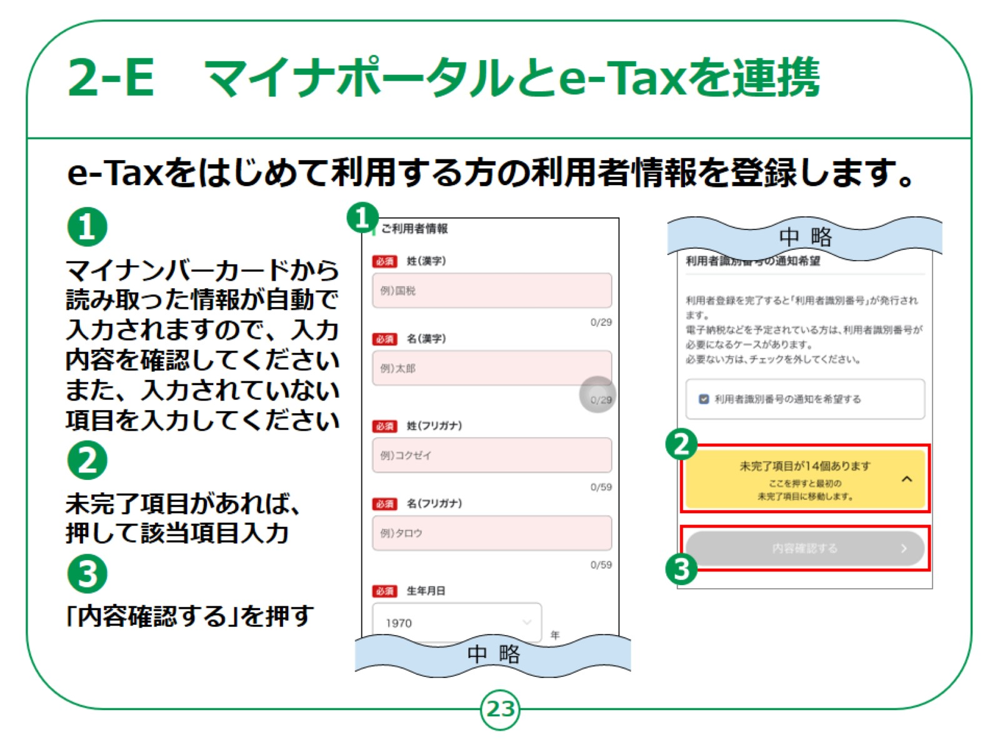 2-E マイナポータルとe-Taxを連携
e-Taxをはじめて利用する方の利用者情報を登録します。
1
マイナンバーカードから
読み取った情報が自動で
入力されますので、入力
内容を確認してください
また、入力されていない
項目を入力してください
2
未完了項目があれば、
押して該当項目入力
3
「内容確認する」を押す
1
ご利用者情報
必須 姓(漢字)
例)国税
0/29
必須 名(漢字)
例)太郎
0/29
必須 姓(フリガナ)
例)コクゼイ
0/59
必須 名(フリガナ)
例)タロウ
0/59
必須 生年月日
1970
年
中 略
中 略
利用者識別番号の通知希望
利用者登録を完了すると「利用者識別番号」が発行され
ます。
電子納税などを予定されている方は、利用者識別番号が
必要になるケースがあります。
必要ない方は、チェックを外してください。
利用者識別番号の通知を希望する
2
未完了項目が14個あります
ここを押すと最初の
未完了項目に移動します。
内容確認する
3
23